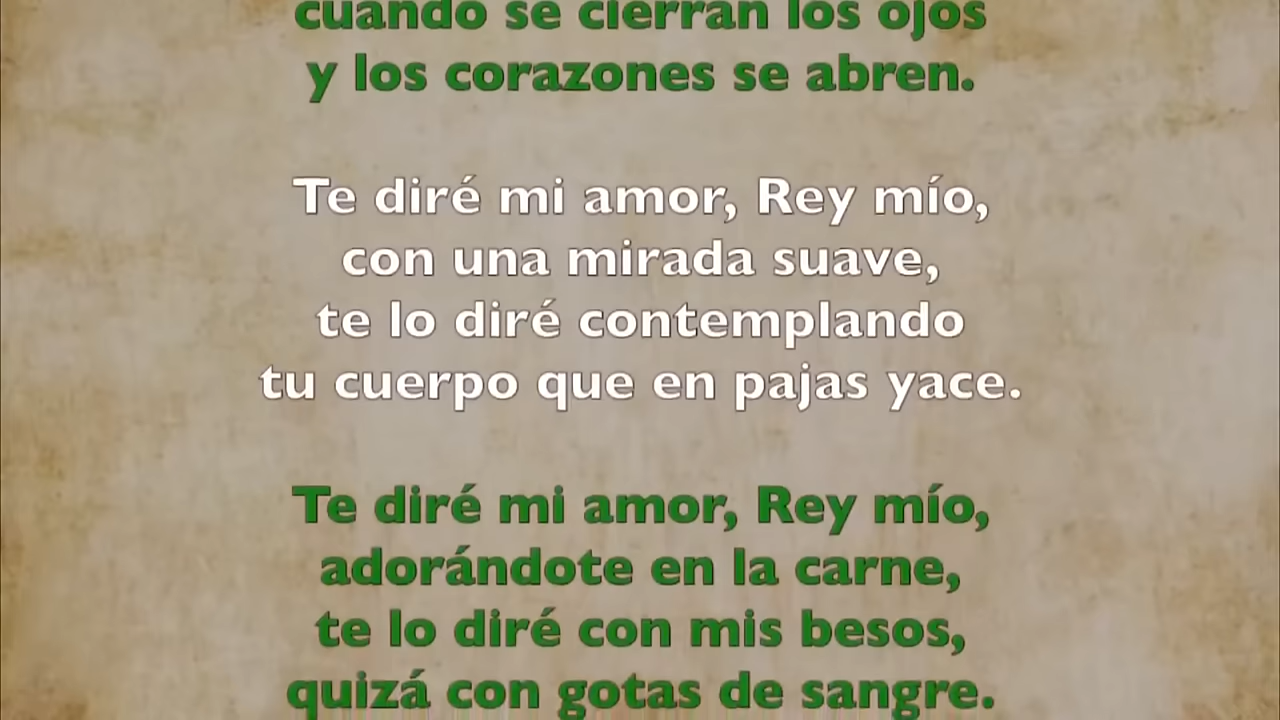 cuando se cierran los ojos
y los corazones se abren.
Te diré mi amor, Rey mío,
con una mirada suave,
te lo diré contemplando
tu cuerpo que en pajas yace.
Te diré mi amor, Rey mío,
adorándote en la carne,
te lo diré con mis besos,
quizá con gotas de sangre.